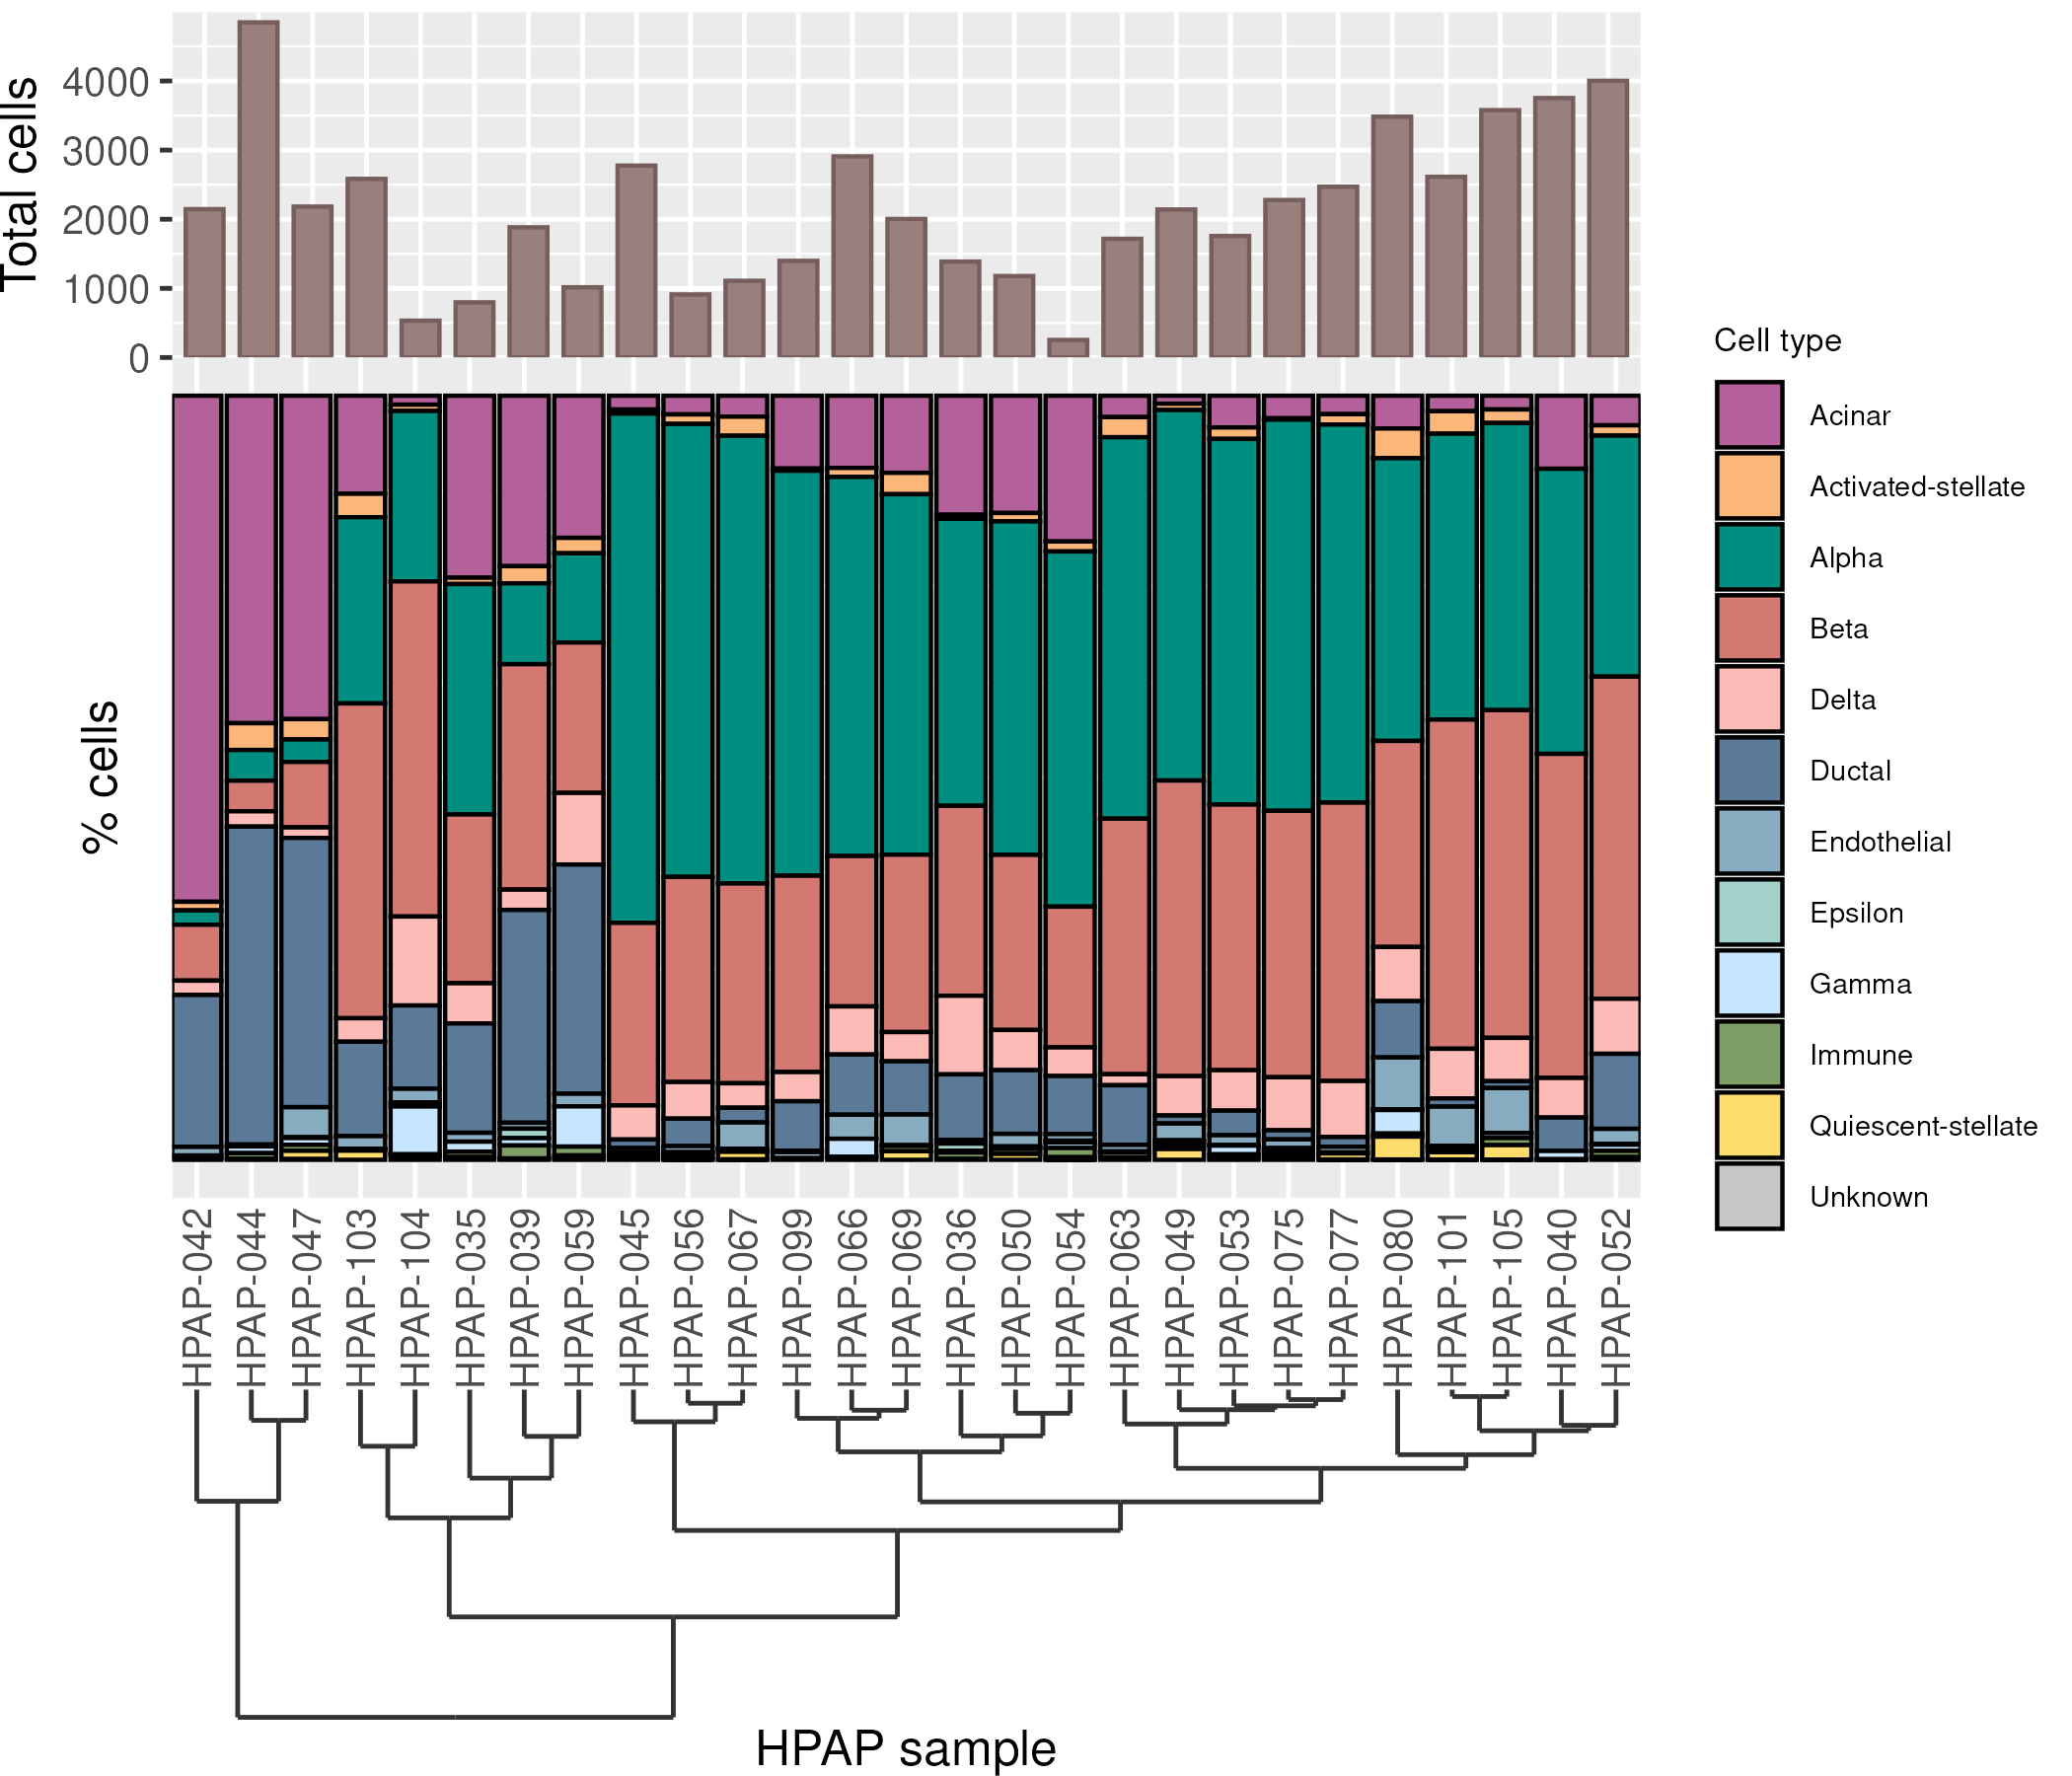 Total cells
4000
3000
2000
1000
0
% cells
Cell type
Acinar
Activated-stellate
Alpha
Beta
Delta
Ductal
Endothelial
Epsilon
Gamma
Immune
Quiescent-stellate
Unknown
HPAP-042
HPAP-044
HPAP-047
HPAP-103
HPAP-104
HPAP-035
HPAP-039
HPAP-059
HPAP-045
HPAP-056
HPAP-067
HPAP-099
HPAP-066
HPAP-069
HPAP-036
HPAP-050
HPAP-054
HPAP-063
HPAP-049
HPAP-053
HPAP-075
HPAP-077
HPAP-080
HPAP-101
HPAP-105
HPAP-040
HPAP-052
HPAP sample